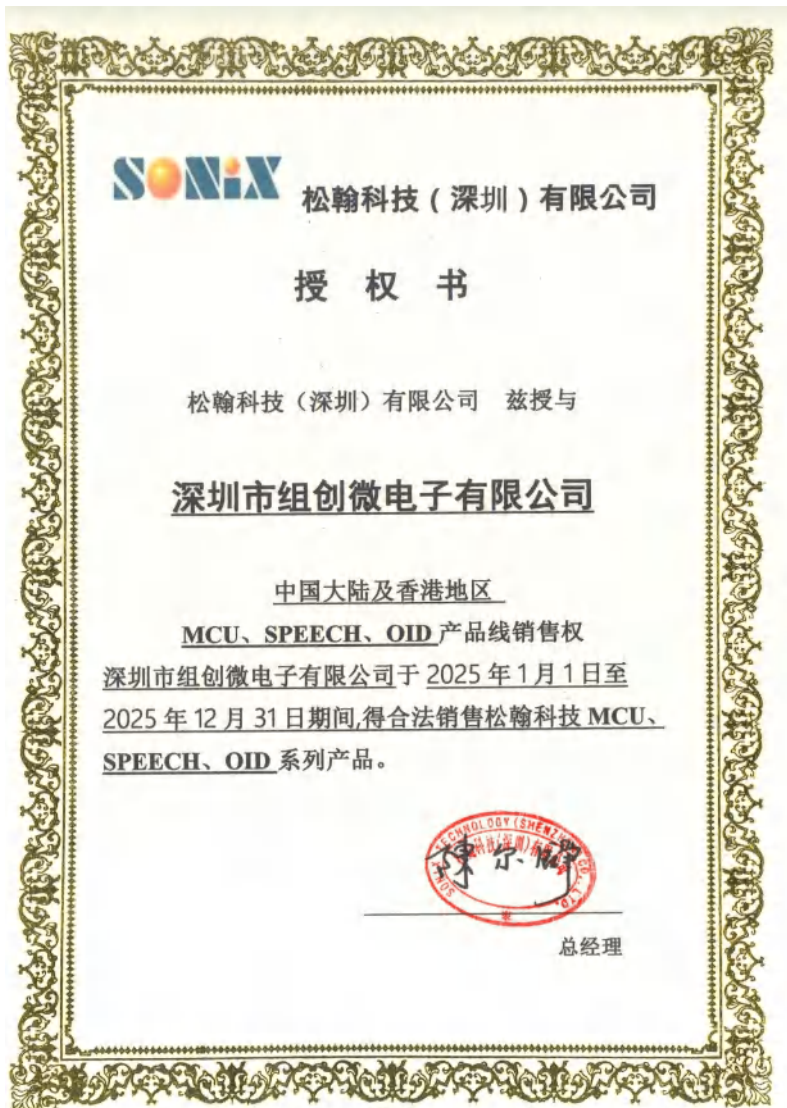 SONiX 松翰科技（深圳）有限公司
授 权 书
松翰科技（深圳）有限公司 兹授与
深圳市组创微电子有限公司
中国大陆及香港地区
MCU、SPEECH、OID 产品线销售权
深圳市组创微电子有限公司于 2025 年 1 月 1 日至
2025 年 12 月 31 日期间,得合法销售松翰科技 MCU、
SPEECH、OID 系列产品。
SONIX TECHNOLOGY (SHENZHEN) CO., LTD.
总经理